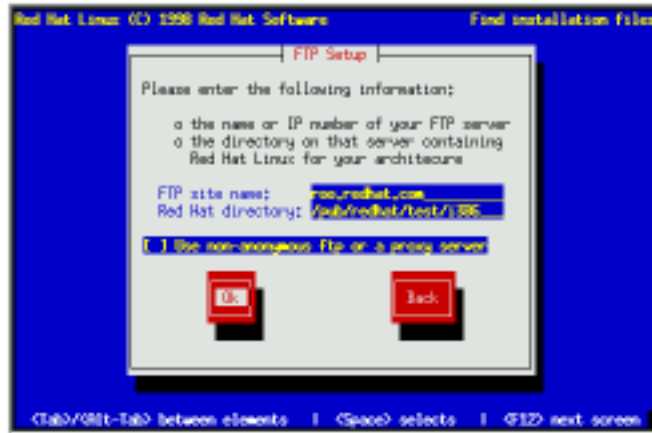 Red Hat Linux (C) 1998 Red Hat Software Find installation files
FTP Setup
Please enter the following information:
o the name or IP number of your FTP server
o the directory on that server containing
Red Hat Linux for your architecure
FTP site name: roo.redhat.com
Red Hat directory: /pub/redhat/test/i386
[ ] Use non-anonymous ftp or a proxy server
Ok Back
<Tab>/<Alt-Tab> between elements | <Space> selects | <F12> next screen